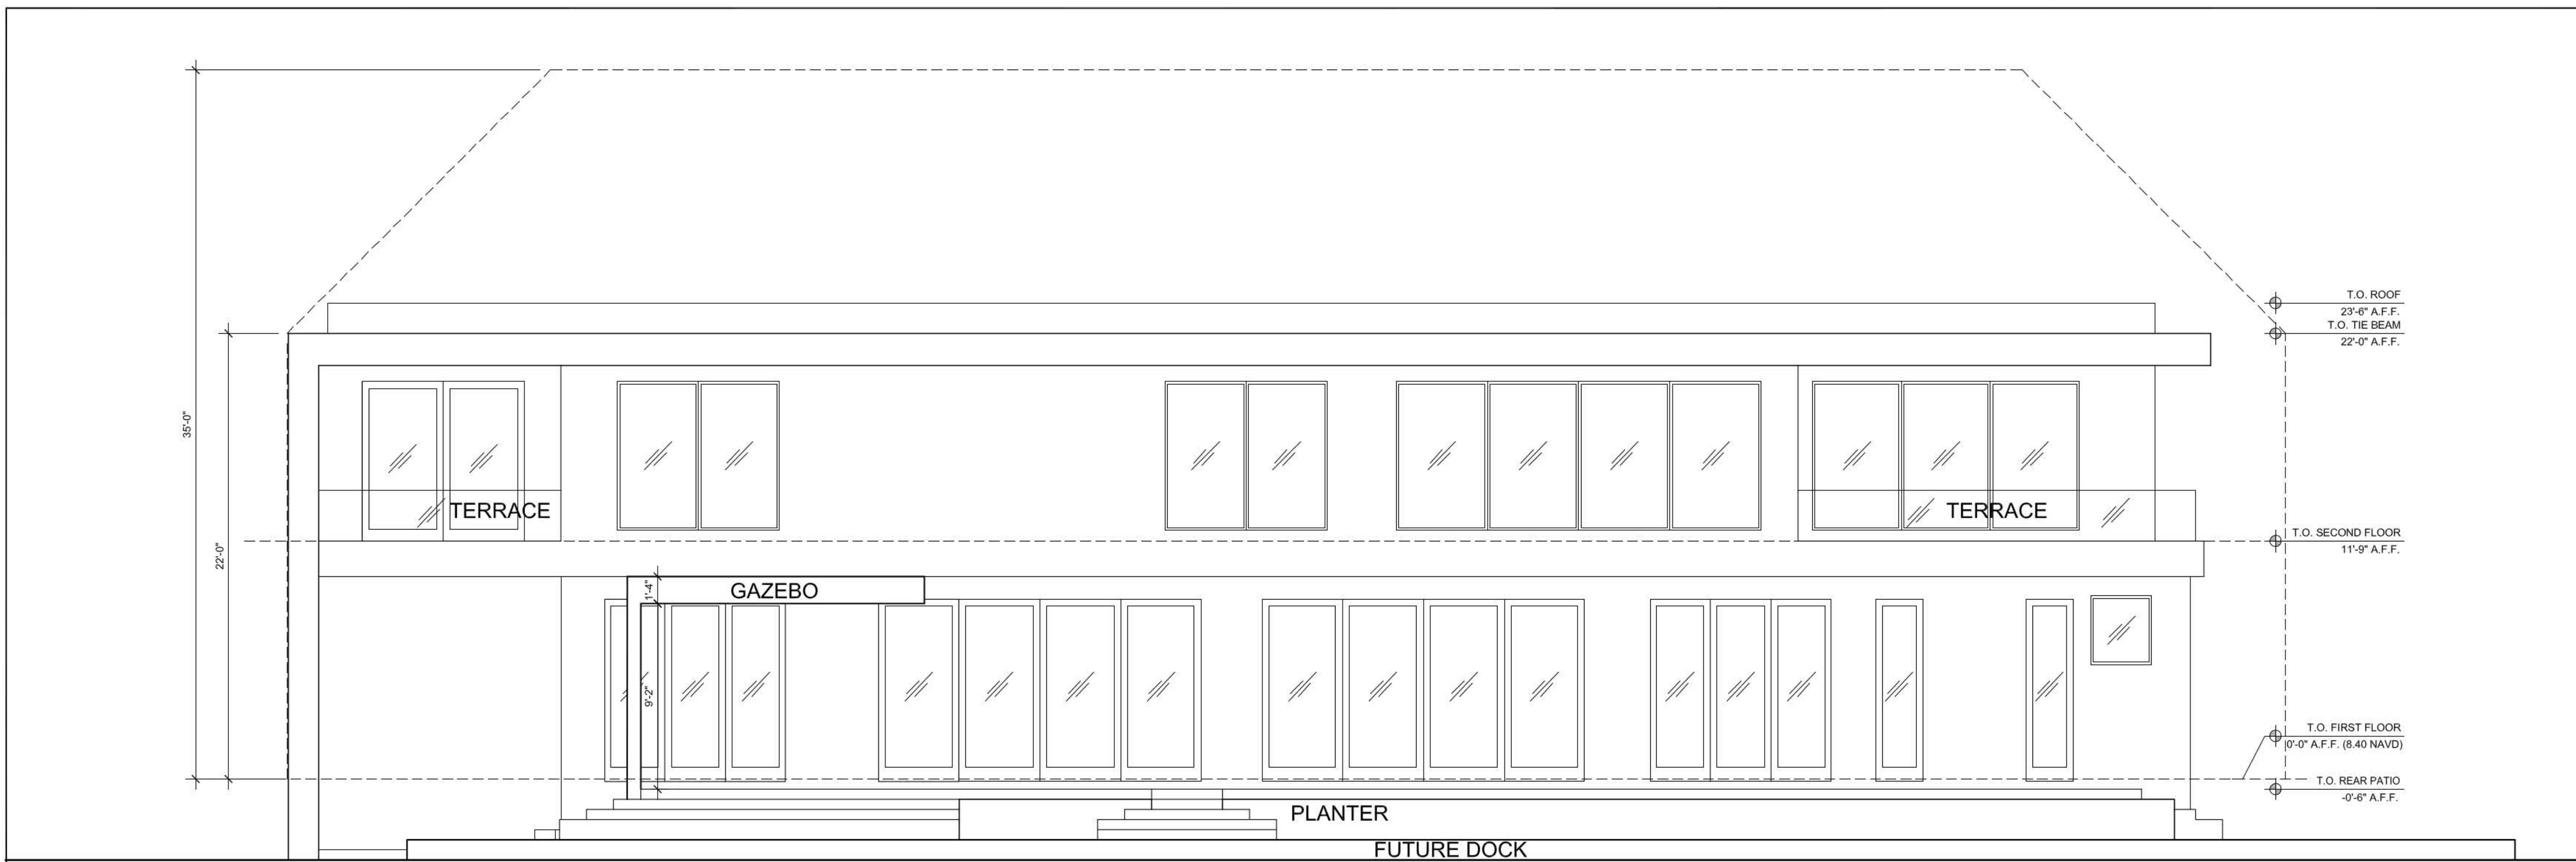 T.O. ROOF
23'-6" A.F.F.
T.O. TIE BEAM
22'-0" A.F.F.
35'-0"
22'-0"
TERRACE
TERRACE
T.O. SECOND FLOOR
11'-9" A.F.F.
1'-4"
GAZEBO
9'-2"
T.O. FIRST FLOOR
0'-0" A.F.F. (8.40 NAVD)
T.O. REAR PATIO
-0'-6" A.F.F.
PLANTER
FUTURE DOCK